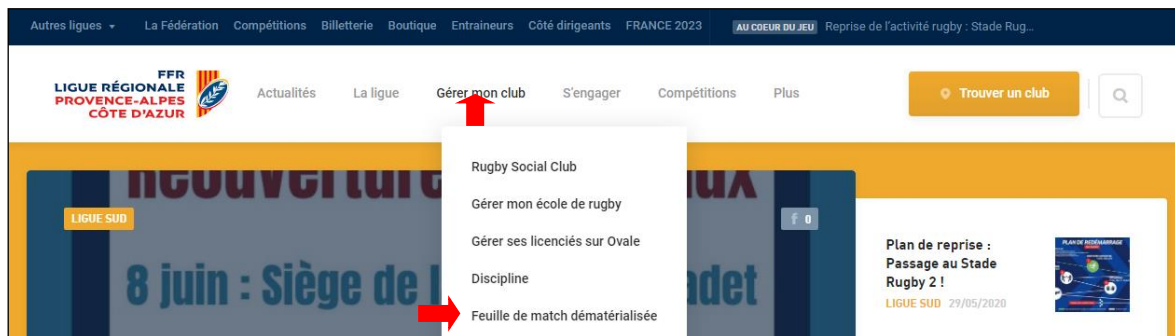 Autres ligues La Fédération Compétitions Billetterie Boutique Entraineurs Côté dirigeants FRANCE 2023 AU COEUR DU JEU Reprise de l'activité rugby : Stade Rug...
FFR
LIGUE RÉGIONALE
PROVENCE-ALPES
CÔTE D'AZUR
Actualités La ligue Gérer mon club S'engager Compétitions Plus
Trouver un club
Rugby Social Club
Gérer mon école de rugby
Gérer ses licenciés sur Ovale
Discipline
Feuille de match dématérialisée
LIGUE SUD
f 0
8 juin : Siège de
Plan de reprise :
Passage au Stade
Rugby 2 !
LIGUE SUD 29/05/2020
PLAN DE REDÉMARRAGE